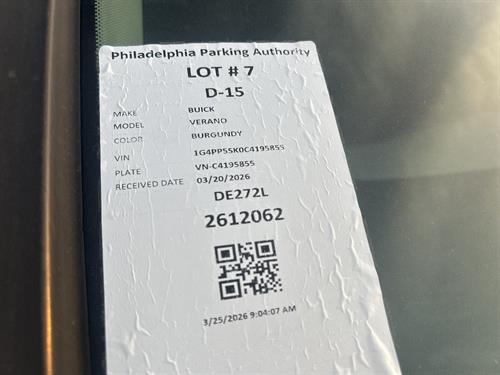 Philadelphia Parking Authority
LOT # 7
D-15
MAKE BUICK
MODEL VERANO
COLOR BURGUNDY
VIN 1G4PP5SK0C4195855
PLATE VN-C4195855
RECEIVED DATE 03/20/2026
DE272L
2612062
3/25/2026 9:04:07 AM